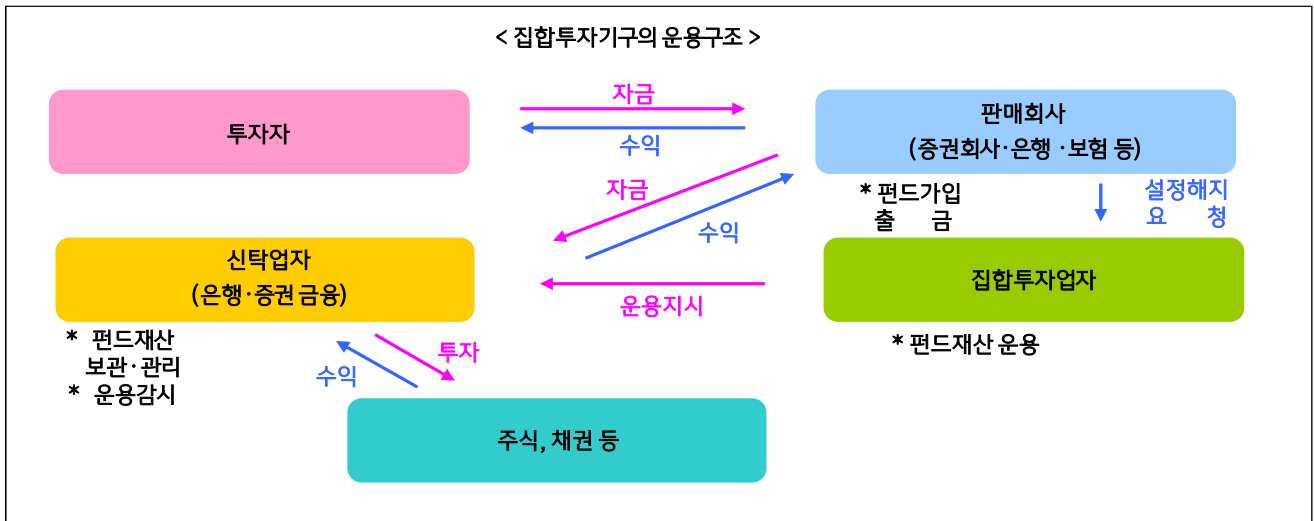 < 집합투자기구의 운용구조 >
투자자
자금
수익
판매회사
(증권회사·은행 ·보험 등)
자금
수익
* 펀드가입
출 금
설정해지
요 청
신탁업자
(은행·증권 금융)
운용지시
집합투자업자
* 펀드재산
보관·관리
* 운용감시
수익
투자
* 펀드재산 운용
주식, 채권 등